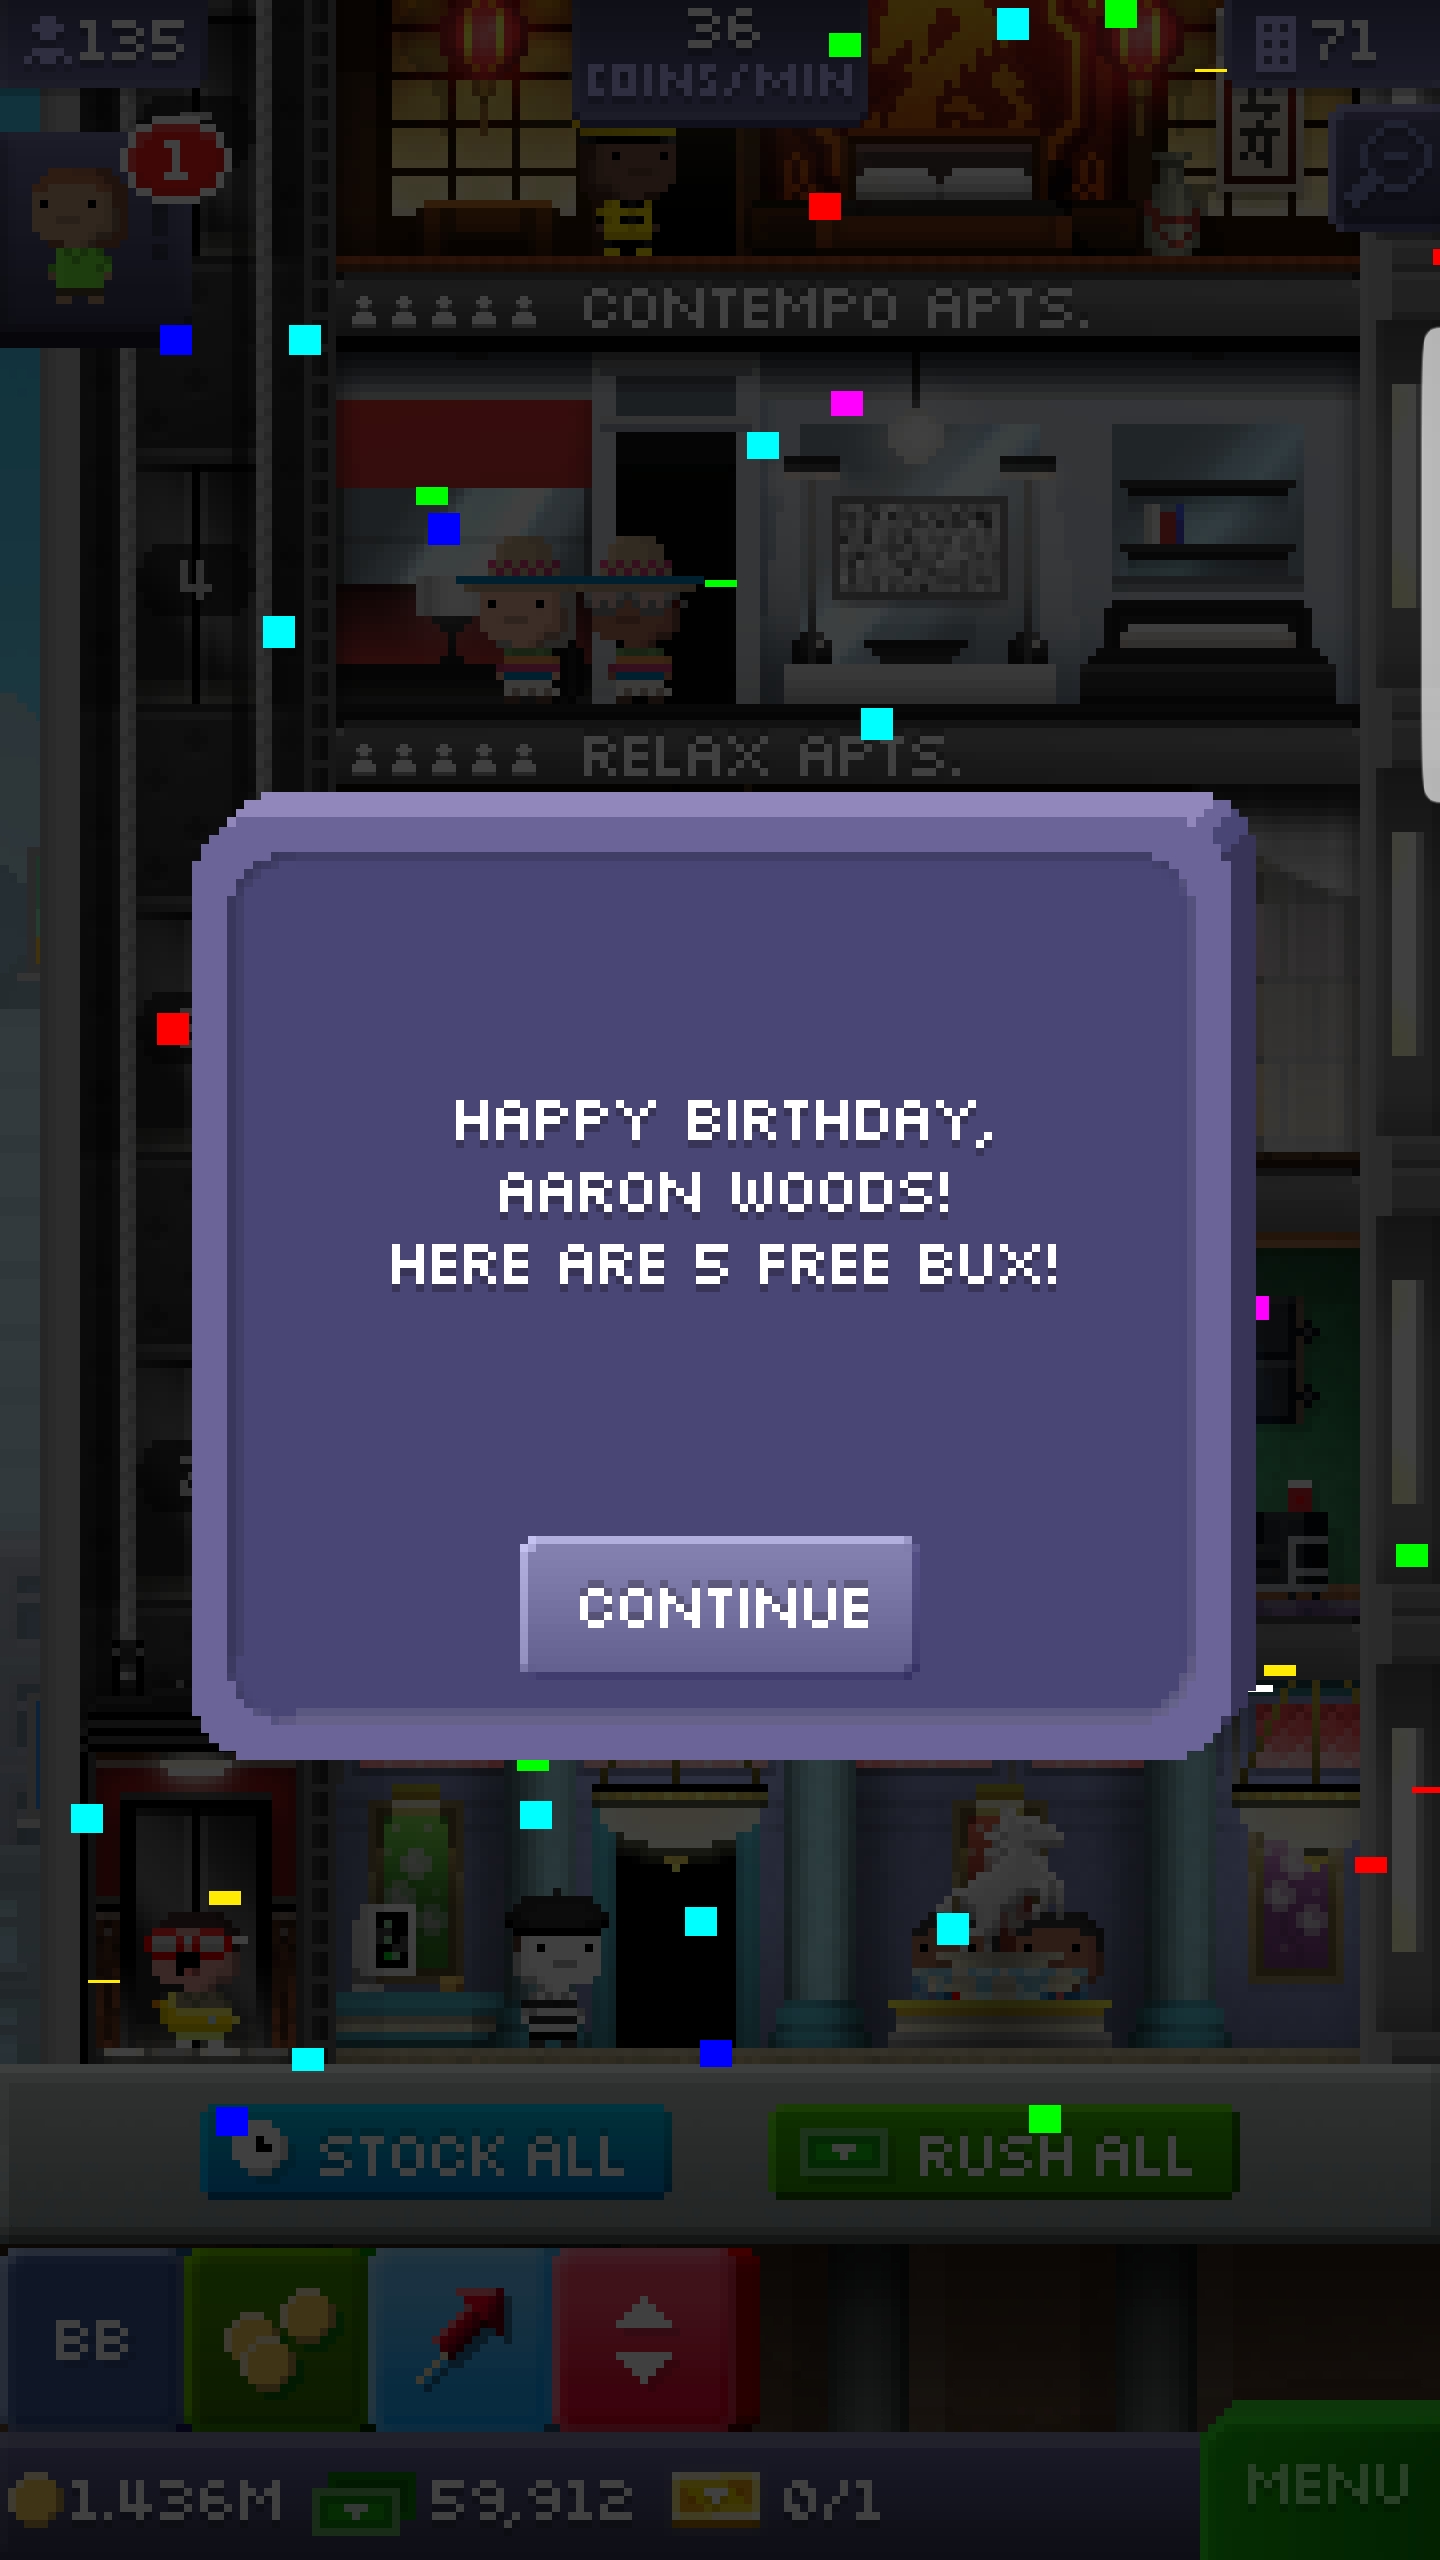 135
36
COINS/MIN
71
1
CONTEMPO APTS.
4
RELAX APTS.
HAPPY BIRTHDAY,
AARON WOODS!
HERE ARE 5 FREE BUX!
CONTINUE
STOCK ALL
RUSH ALL
BB
1.436M
59,912
0/1
MENU